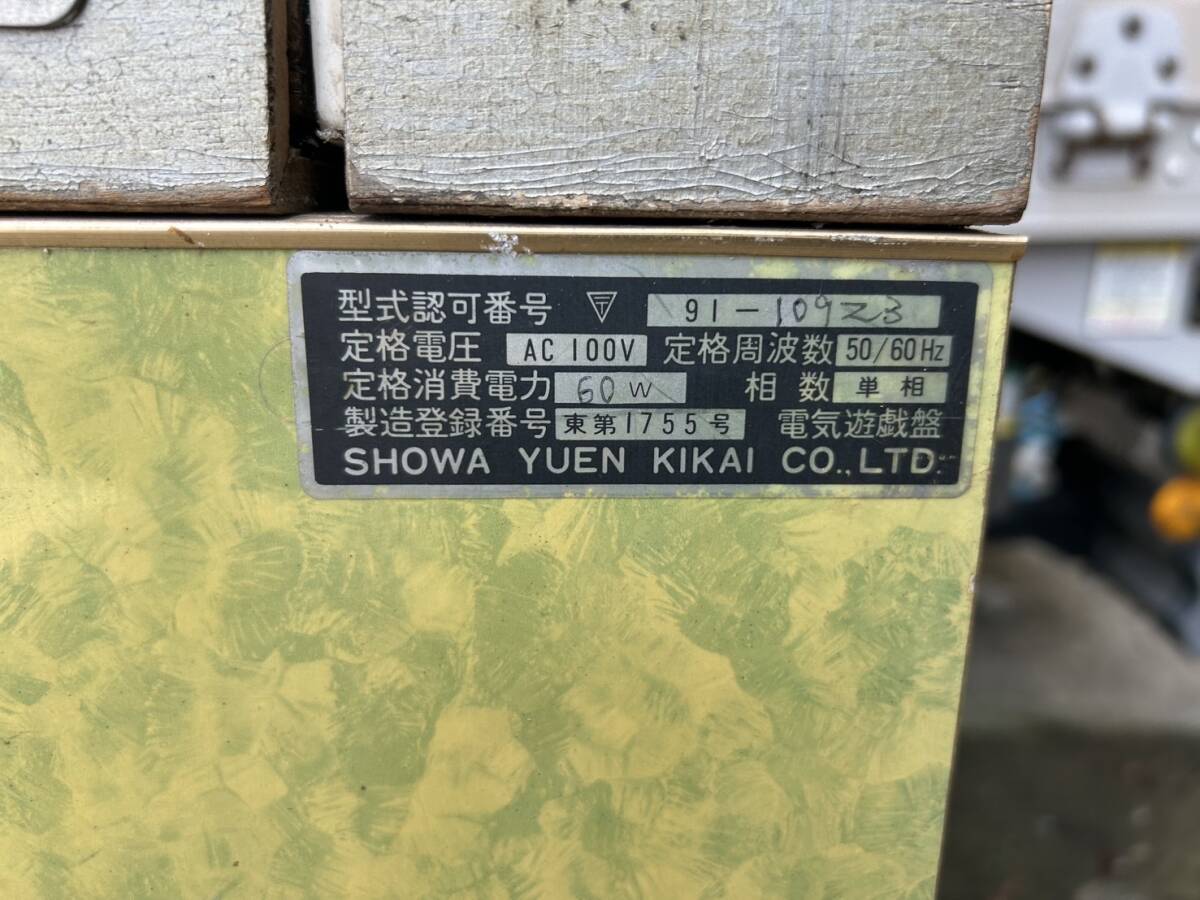 型式認可番号 〒 91-10923
定格電圧 AC 100V 定格周波数 50/60Hz
定格消費電力 60W 相数 単相
製造登録番号 東第1755号 電気遊戯盤
SHOWA YUEN KIKAI CO.,LTD.